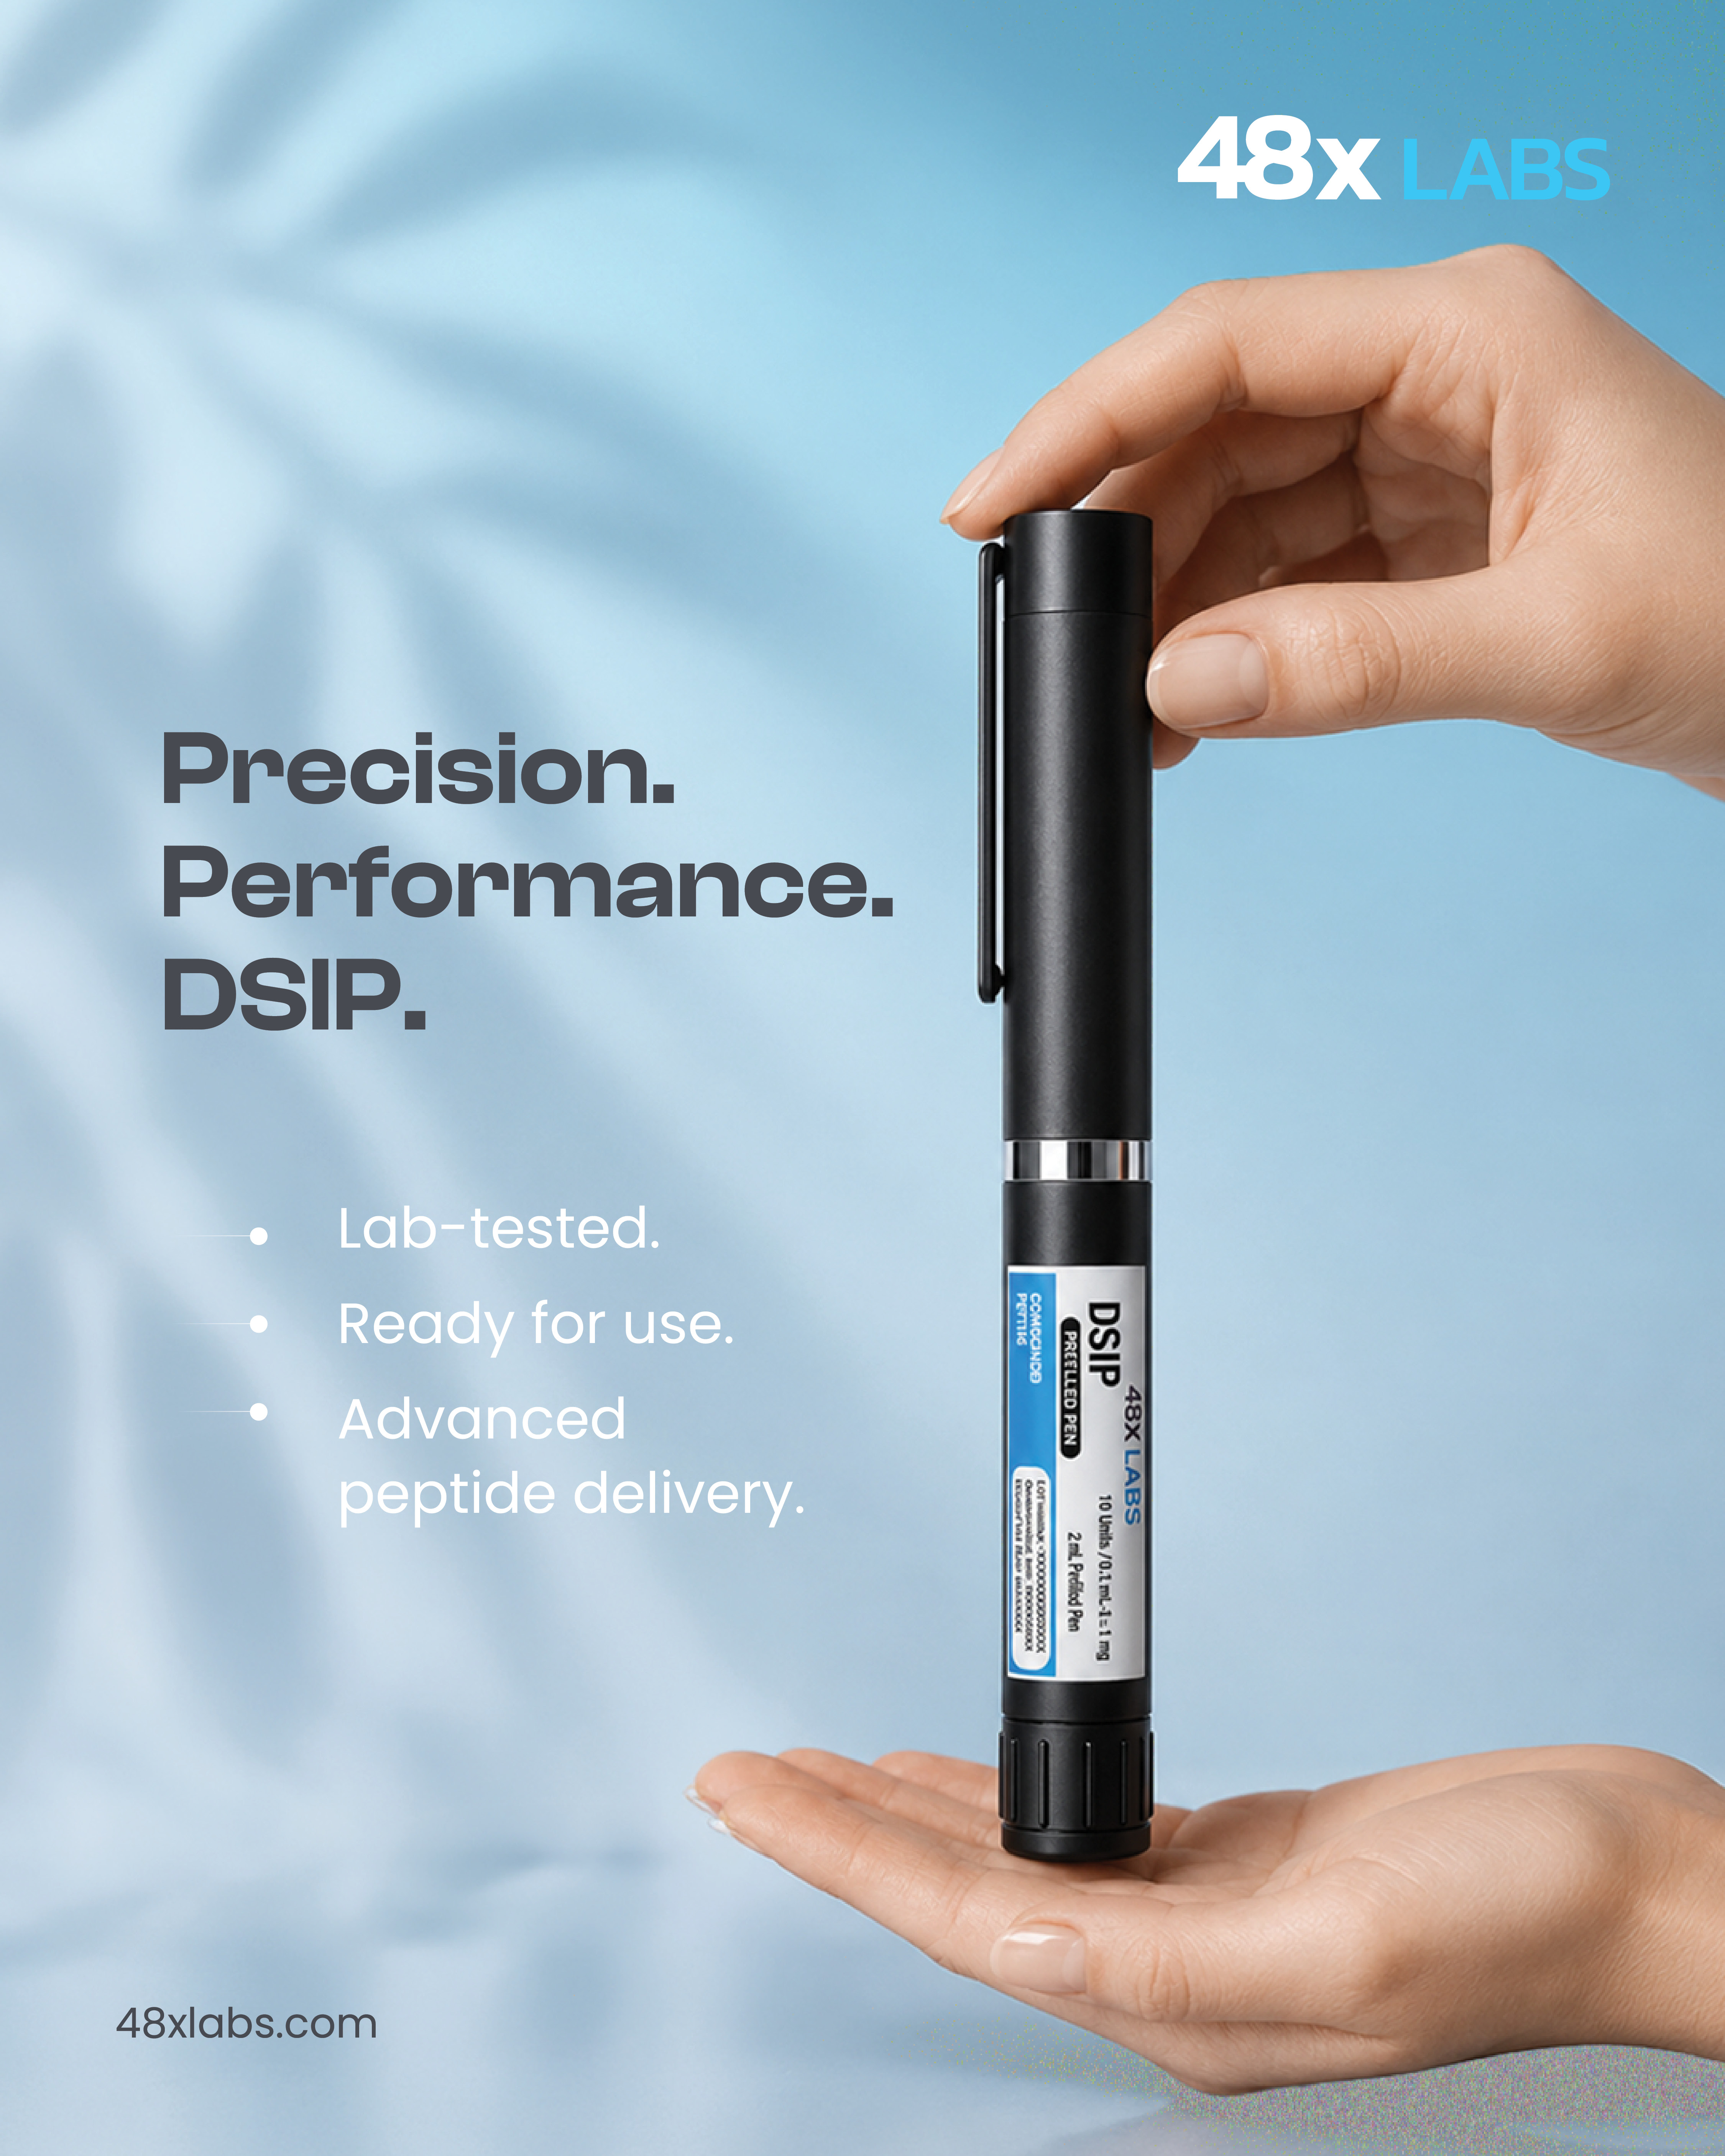 48x LABS
Precision.
Performance.
DSIP.
Lab-tested.
Ready for use.
Advanced
peptide delivery.
48X LABS
10 Units / 0.1 mL-1 = 1 mg
DSIP
2 mL Prefilled Pen
PREELLED PEN
48xlabs.com